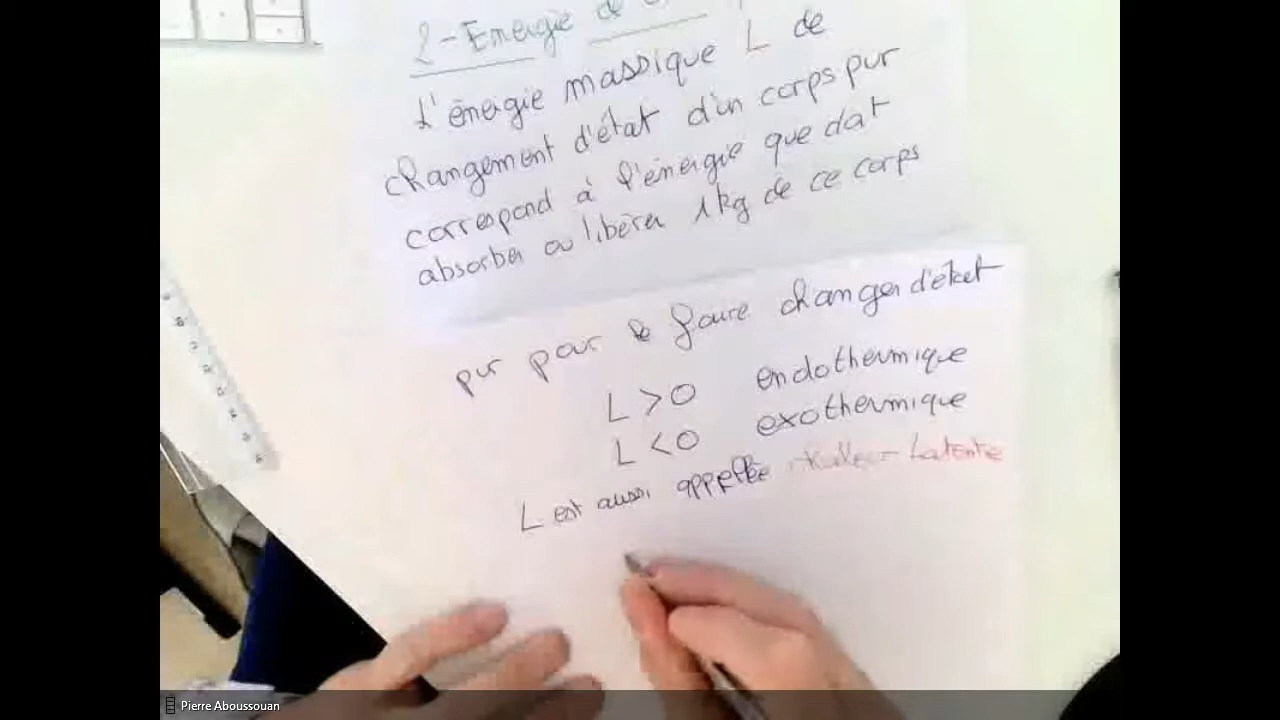 2-Energie de
L'énergie massique L de
changement d'état d'un corps pur
correspond à l'énergie que doit
absorber ou libérer 1kg de ce corps
pur pour le faire changer d'état
L > 0 endothermique
L < 0 exothermique
L est aussi appellée chaleur Latente
Pierre Aboussouan